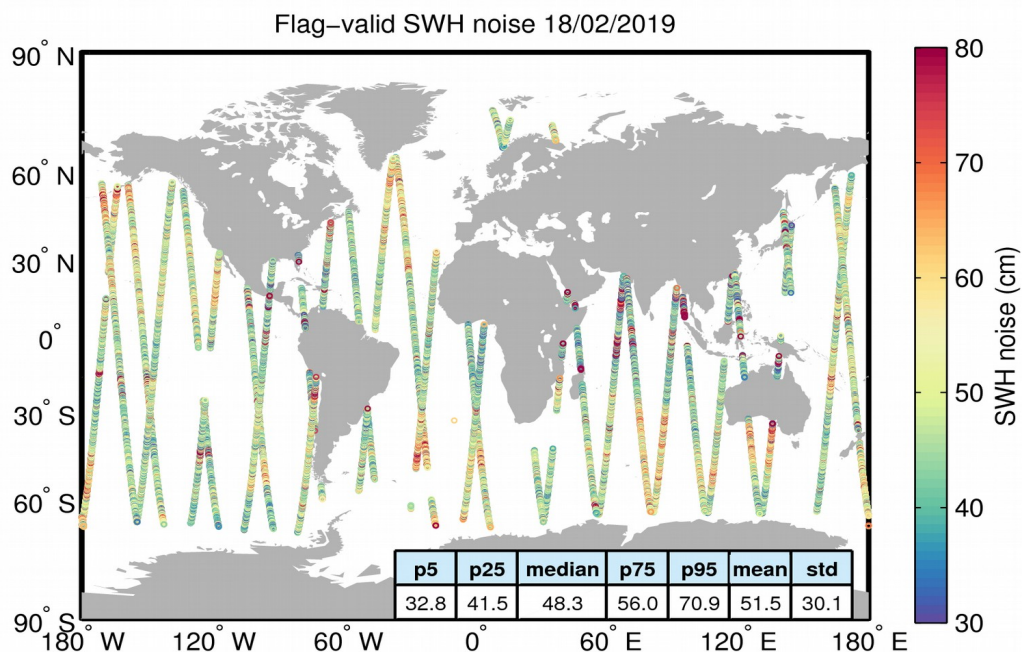 Flag−valid SWH noise 18/02/2019
90° N
60° N
30° N
0°
30° S
60° S
90° S
180° W
120° W
60° W
0°
60° E
120° E
180° E
80
70
60
50
40
30
SWH noise (cm)
p5 p25 median p75 p95 mean std
32.8 41.5 48.3 56.0 70.9 51.5 30.1